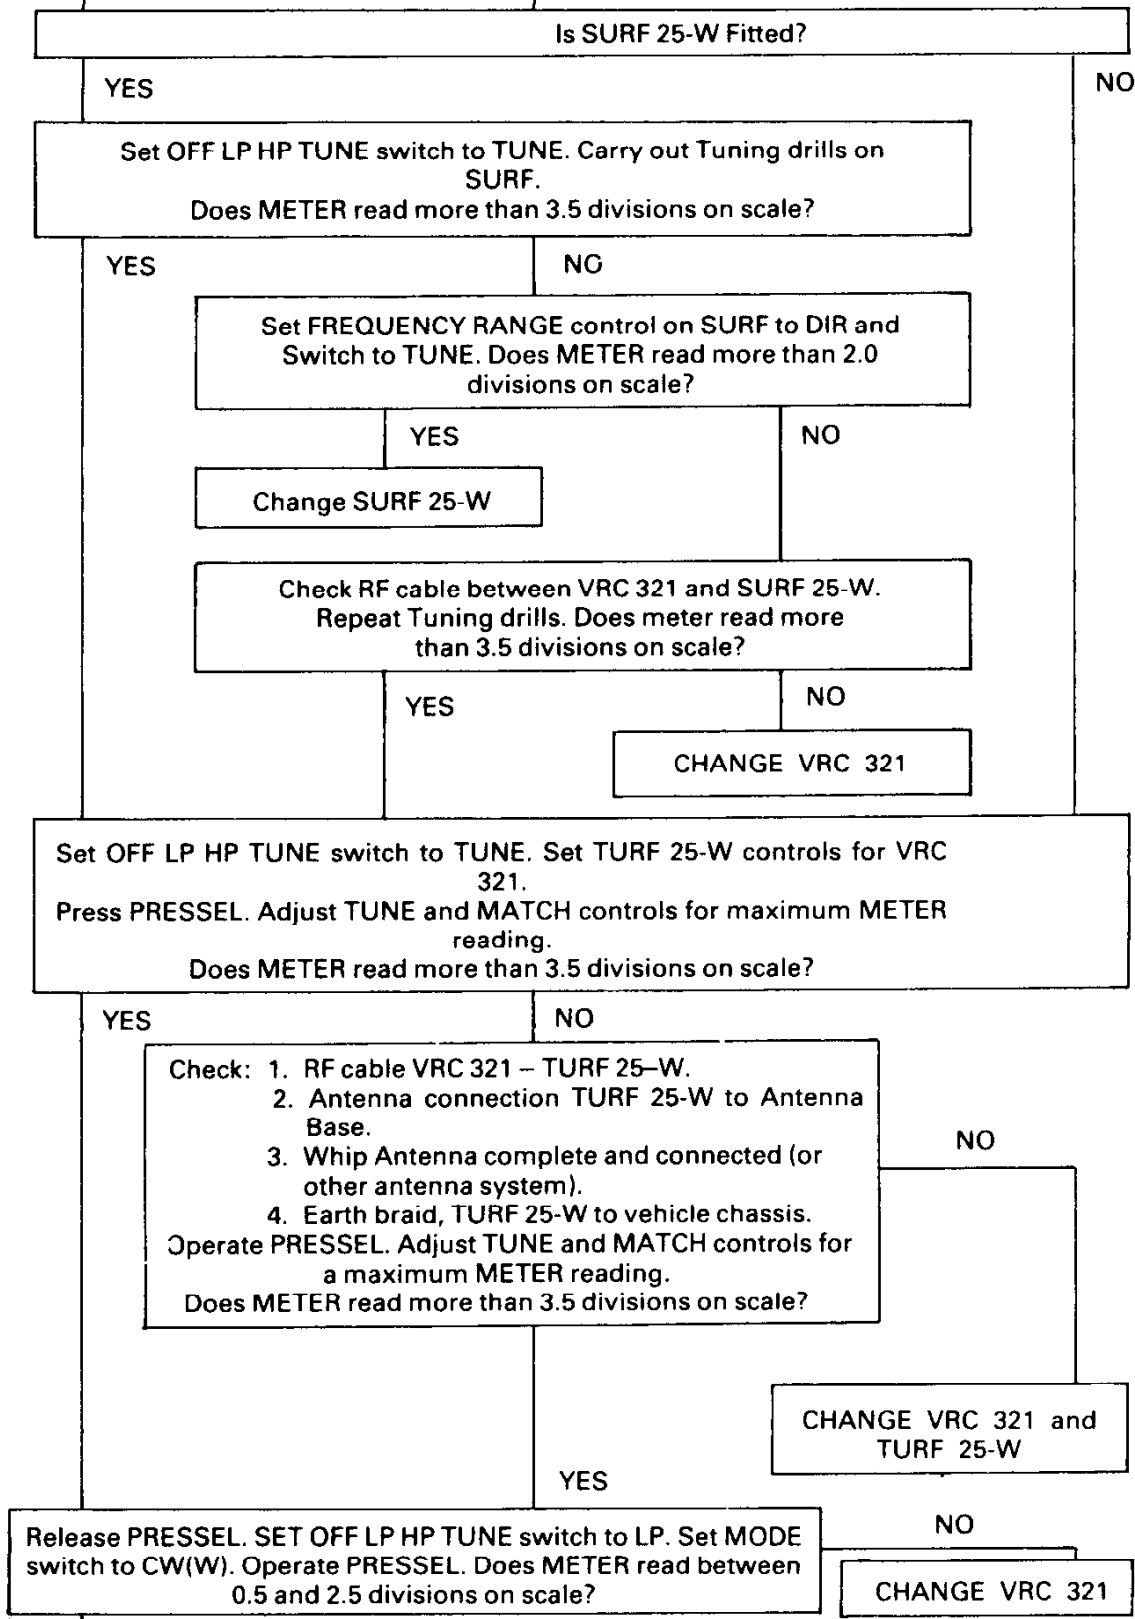 Is SURF 25-W Fitted?
YES
NO
Set OFF LP HP TUNE switch to TUNE. Carry out Tuning drills on
SURF.
Does METER read more than 3.5 divisions on scale?
YES
NO
Set FREQUENCY RANGE control on SURF to DIR and
Switch to TUNE. Does METER read more than 2.0
divisions on scale?
YES
NO
Change SURF 25-W
Check RF cable between VRC 321 and SURF 25-W.
Repeat Tuning drills. Does meter read more
than 3.5 divisions on scale?
YES
NO
CHANGE VRC 321
Set OFF LP HP TUNE switch to TUNE. Set TURF 25-W controls for VRC
321.
Press PRESSEL. Adjust TUNE and MATCH controls for maximum METER
reading.
Does METER read more than 3.5 divisions on scale?
YES
NO
Check: 1. RF cable VRC 321 – TURF 25–W.
2. Antenna connection TURF 25-W to Antenna
Base.
3. Whip Antenna complete and connected (or
other antenna system).
4. Earth braid, TURF 25-W to vehicle chassis.
Operate PRESSEL. Adjust TUNE and MATCH controls for
a maximum METER reading.
Does METER read more than 3.5 divisions on scale?
NO
CHANGE VRC 321 and
TURF 25-W
YES
Release PRESSEL. SET OFF LP HP TUNE switch to LP. Set MODE
switch to CW(W). Operate PRESSEL. Does METER read between
0.5 and 2.5 divisions on scale?
NO
CHANGE VRC 321